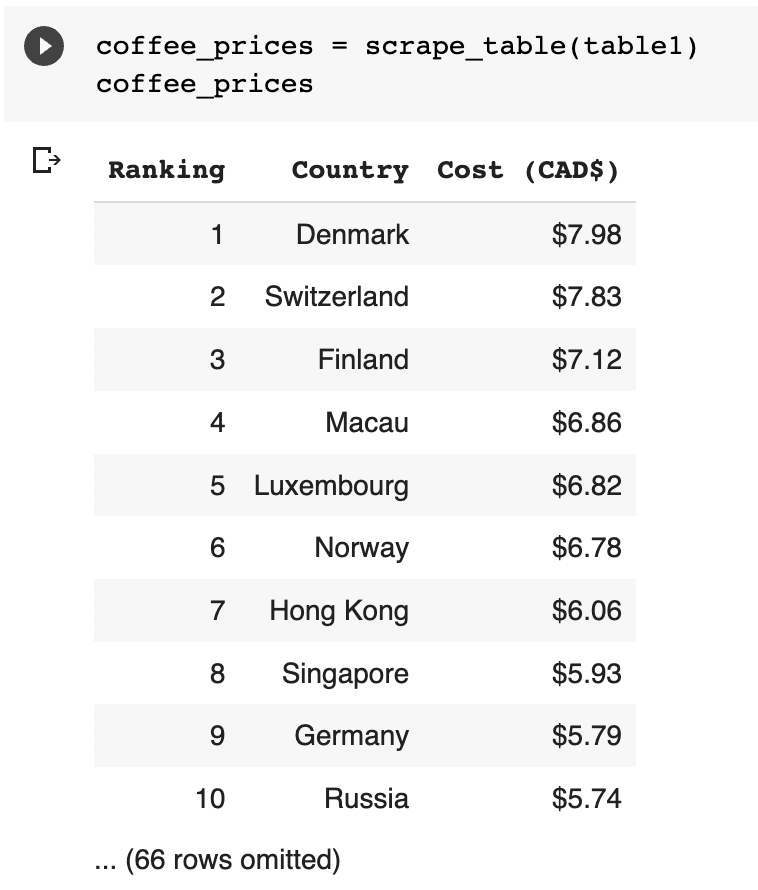 coffee_prices = scrape_table(table1)
coffee_prices
Ranking Country Cost (CAD$)
1 Denmark $7.98
2 Switzerland $7.83
3 Finland $7.12
4 Macau $6.86
5 Luxembourg $6.82
6 Norway $6.78
7 Hong Kong $6.06
8 Singapore $5.93
9 Germany $5.79
10 Russia $5.74
... (66 rows omitted)